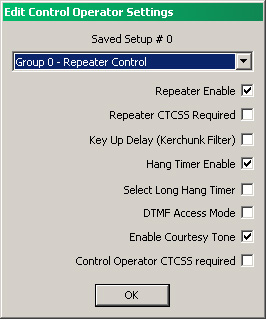 Edit Control Operator Settings
Saved Setup # 0
Group 0 - Repeater Control
Repeater Enable
Repeater CTCSS Required
Key Up Delay (Kerchunk Filter)
Hang Timer Enable
Select Long Hang Timer
DTMF Access Mode
Enable Courtesy Tone
Control Operator CTCSS required
OK